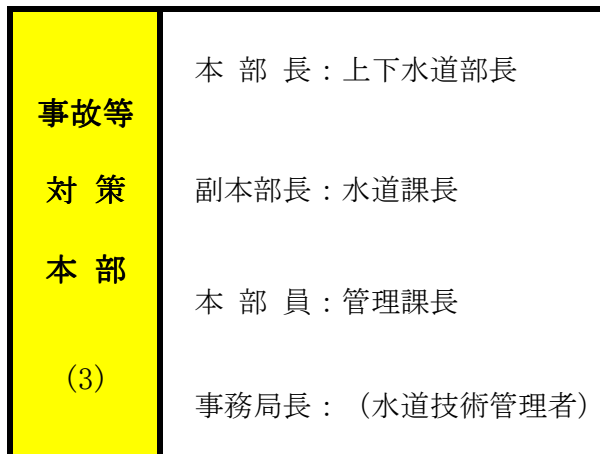 事故等
対 策
本 部
(3)
本 部 長：上下水道部長
副本部長：水道課長
本 部 員：管理課長
事務局長：（水道技術管理者）